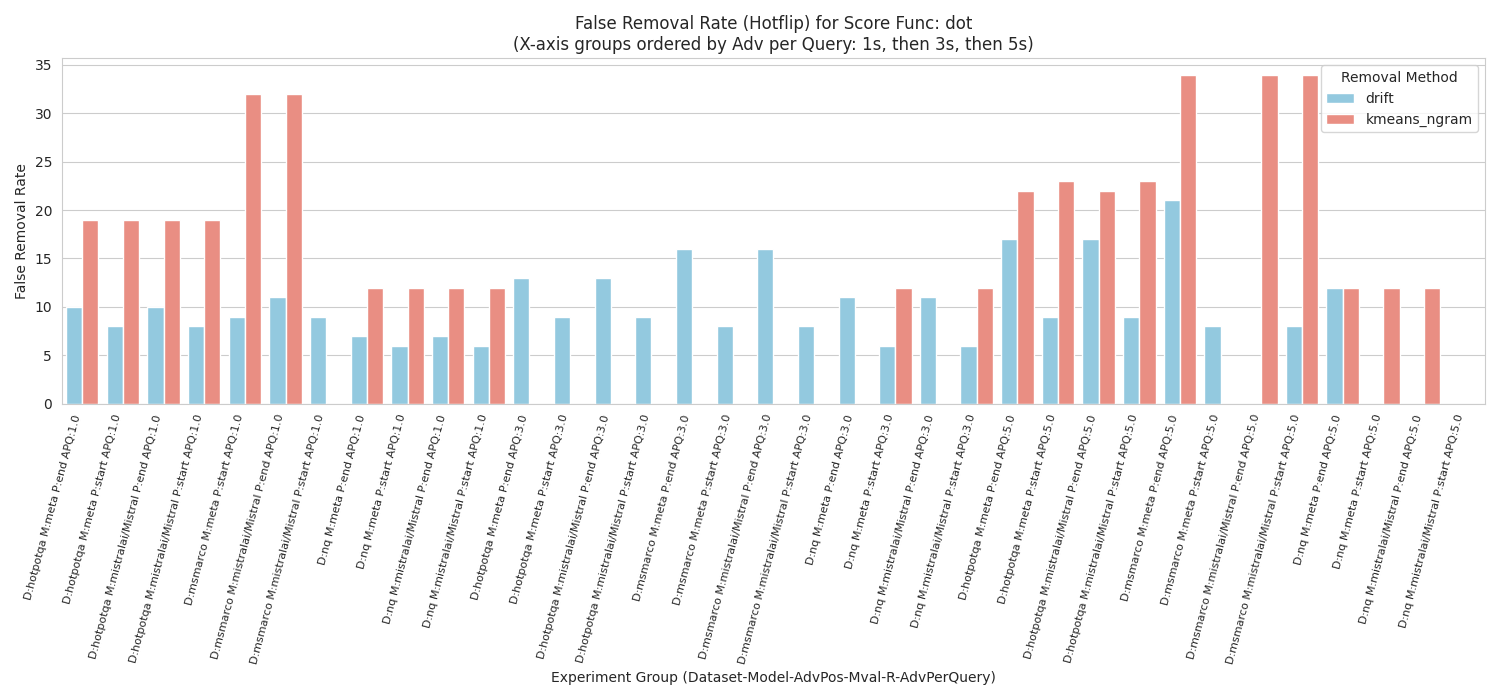 False Removal Rate (Hotflip) for Score Func: dot
(X-axis groups ordered by Adv per Query: 1s, then 3s, then 5s)
Removal Method
drift
kmeans_ngram
False Removal Rate
35
30
25
20
15
10
5
0
D:hotpotqa M:meta P:end APQ:1.0
D:hotpotqa M:meta P:start APQ:1.0
D:hotpotqa M:mistralai/Mistral P:end APQ:1.0
D:hotpotqa M:mistralai/Mistral P:start APQ:1.0
D:msmarco M:meta P:start APQ:1.0
D:msmarco M:mistralai/Mistral P:end APQ:1.0
D:msmarco M:mistralai/Mistral P:start APQ:1.0
D:nq M:meta P:end APQ:1.0
D:nq M:meta P:start APQ:1.0
D:nq M:mistralai/Mistral P:end APQ:1.0
D:nq M:mistralai/Mistral P:start APQ:1.0
D:hotpotqa M:meta P:end APQ:3.0
D:hotpotqa M:meta P:start APQ:3.0
D:hotpotqa M:mistralai/Mistral P:end APQ:3.0
D:hotpotqa M:mistralai/Mistral P:start APQ:3.0
D:msmarco M:meta P:end APQ:3.0
D:msmarco M:meta P:start APQ:3.0
D:msmarco M:mistralai/Mistral P:end APQ:3.0
D:msmarco M:mistralai/Mistral P:start APQ:3.0
D:nq M:meta P:end APQ:3.0
D:nq M:meta P:start APQ:3.0
D:nq M:mistralai/Mistral P:end APQ:3.0
D:nq M:mistralai/Mistral P:start APQ:3.0
D:hotpotqa M:meta P:end APQ:5.0
D:hotpotqa M:meta P:start APQ:5.0
D:hotpotqa M:mistralai/Mistral P:end APQ:5.0
D:hotpotqa M:mistralai/Mistral P:start APQ:5.0
D:msmarco M:meta P:end APQ:5.0
D:msmarco M:meta P:start APQ:5.0
D:msmarco M:mistralai/Mistral P:end APQ:5.0
D:msmarco M:mistralai/Mistral P:start APQ:5.0
D:nq M:meta P:end APQ:5.0
D:nq M:meta P:start APQ:5.0
D:nq M:mistralai/Mistral P:end APQ:5.0
D:nq M:mistralai/Mistral P:start APQ:5.0
Experiment Group (Dataset-Model-AdvPos-Mval-R-AdvPerQuery)